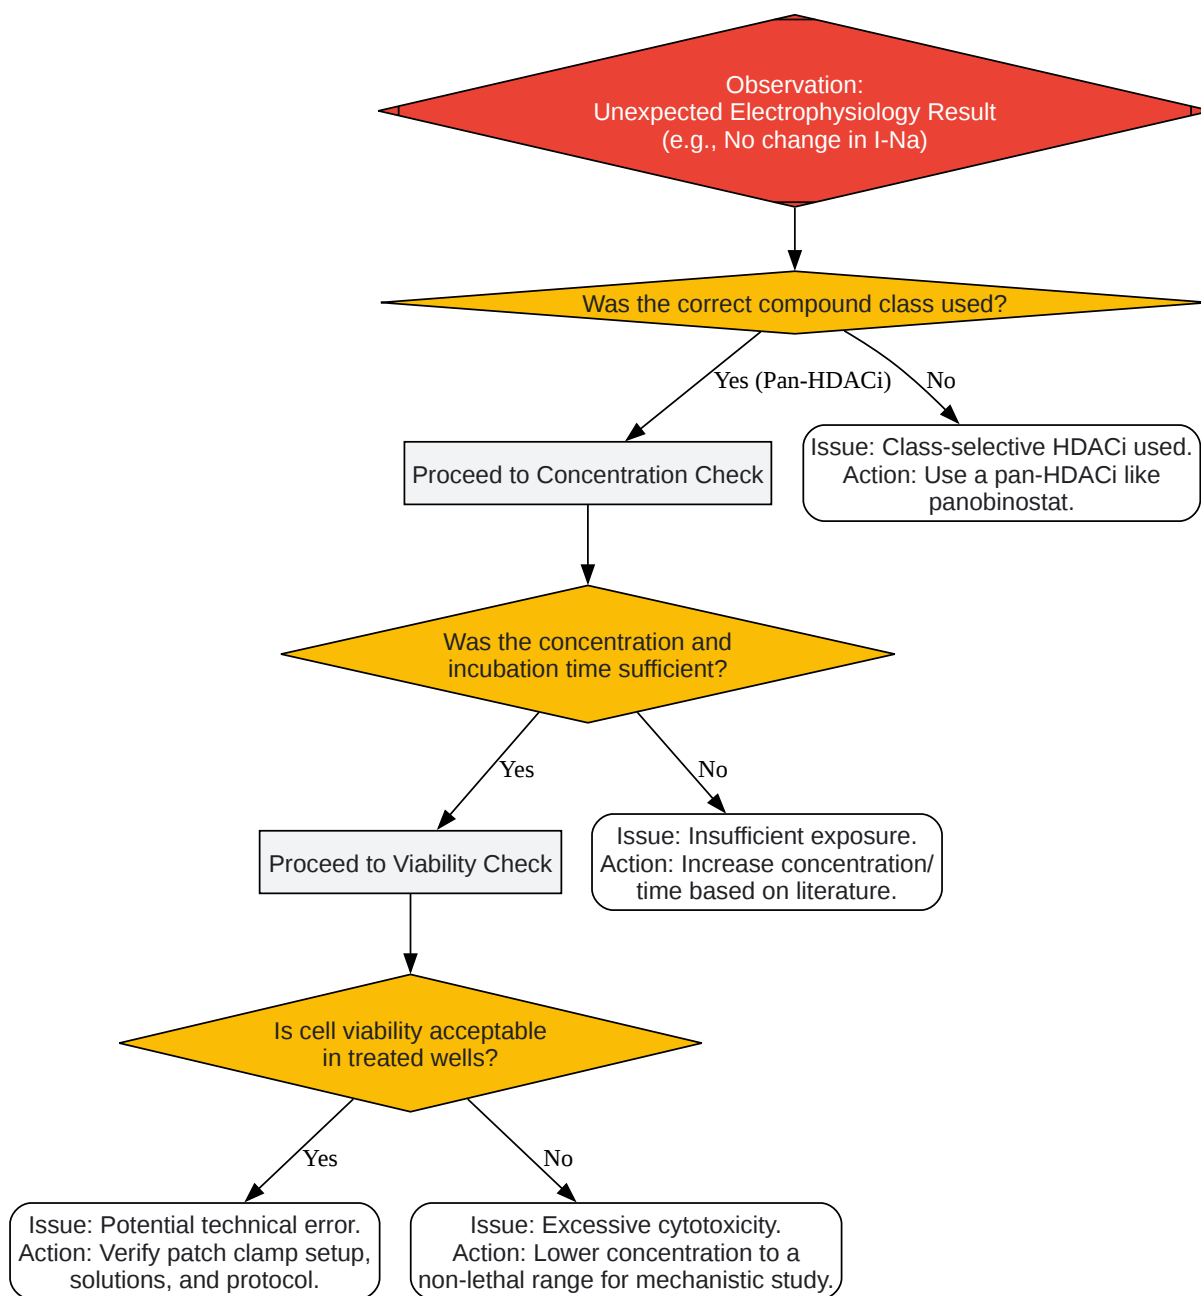 Observation:
Unexpected Electrophysiology Result
(e.g., No change in I-Na)
Was the correct compound class used?
Yes (Pan-HDACi)
No
Proceed to Concentration Check
Issue: Class-selective HDACi used.
Action: Use a pan-HDACi like
panobinostat.
Was the concentration and
incubation time sufficient?
Yes
No
Proceed to Viability Check
Issue: Insufficient exposure.
Action: Increase concentration/
time based on literature.
Is cell viability acceptable
in treated wells?
Yes
No
Issue: Potential technical error.
Action: Verify patch clamp setup,
solutions, and protocol.
Issue: Excessive cytotoxicity.
Action: Lower concentration to a
non-lethal range for mechanistic study.